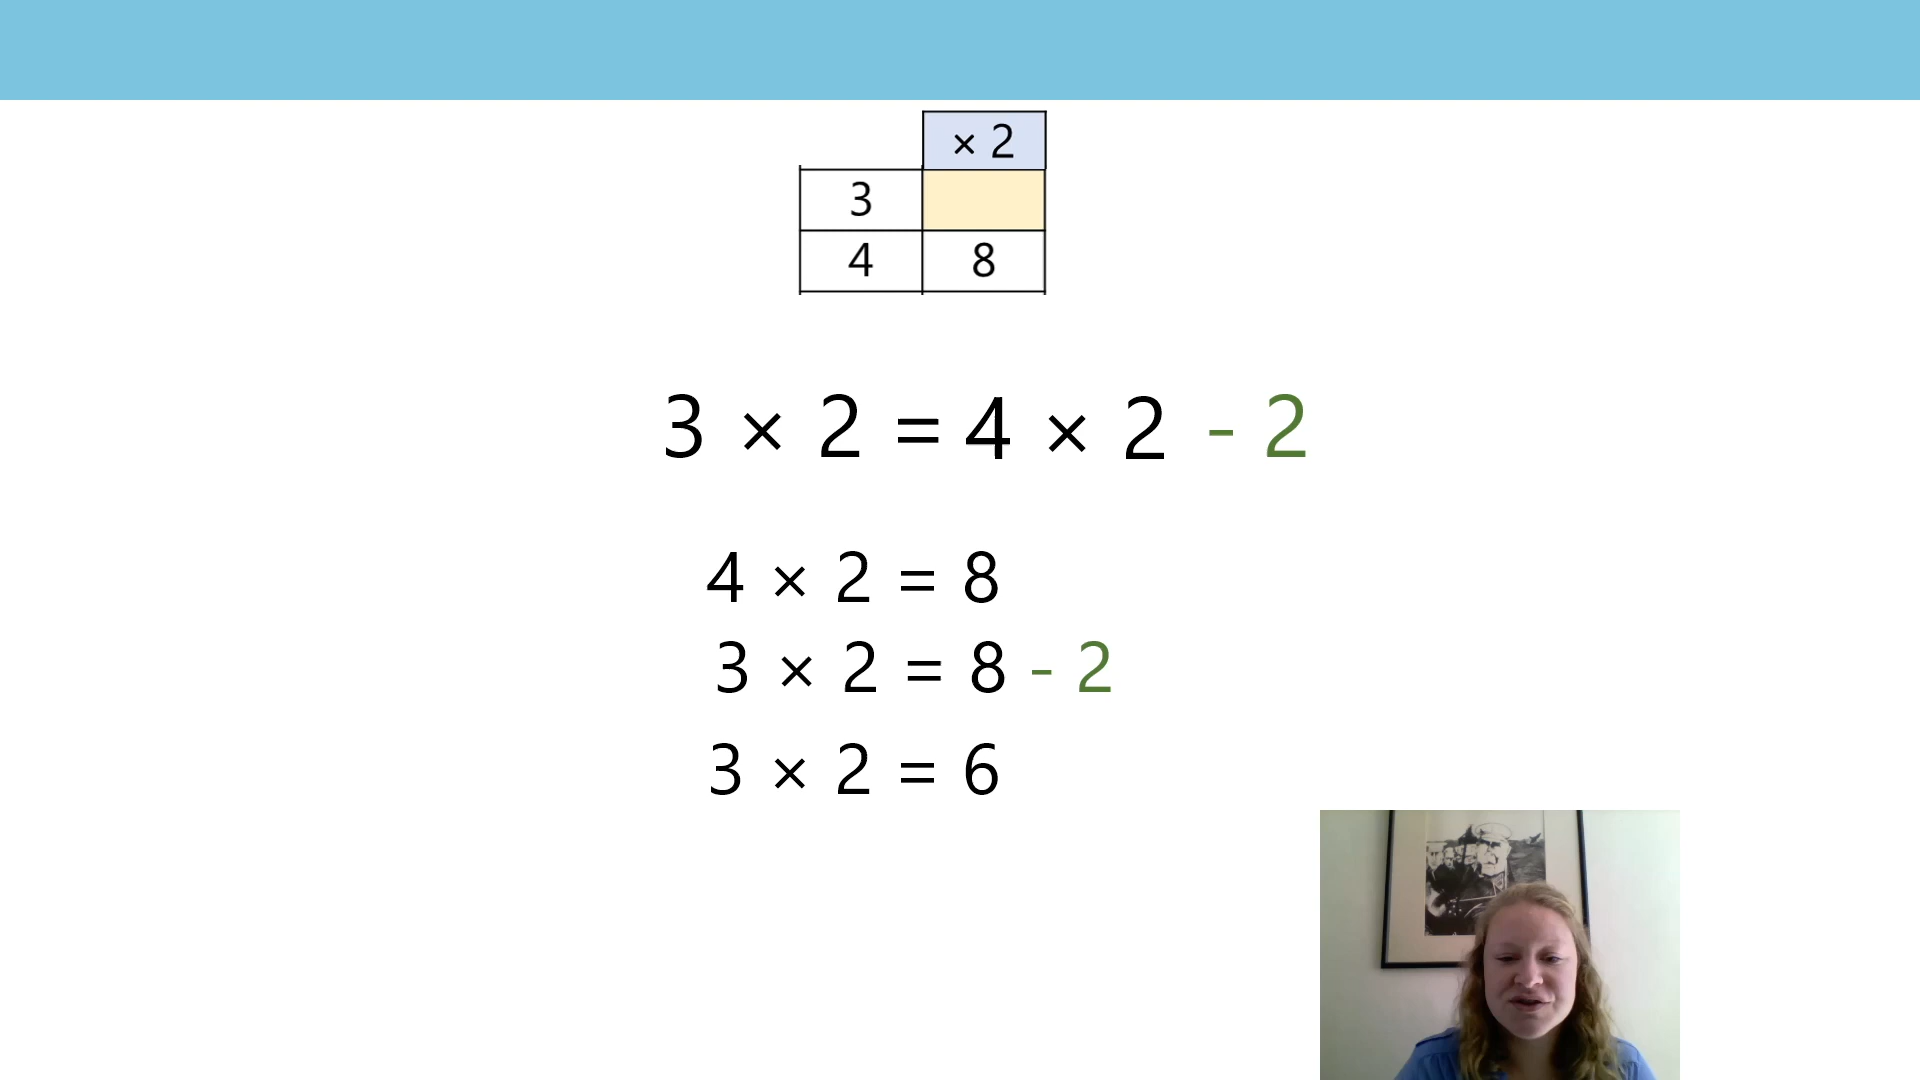 × 2
3
4 8
3 × 2 = 4 × 2 - 2
4 × 2 = 8
3 × 2 = 8 - 2
3 × 2 = 6